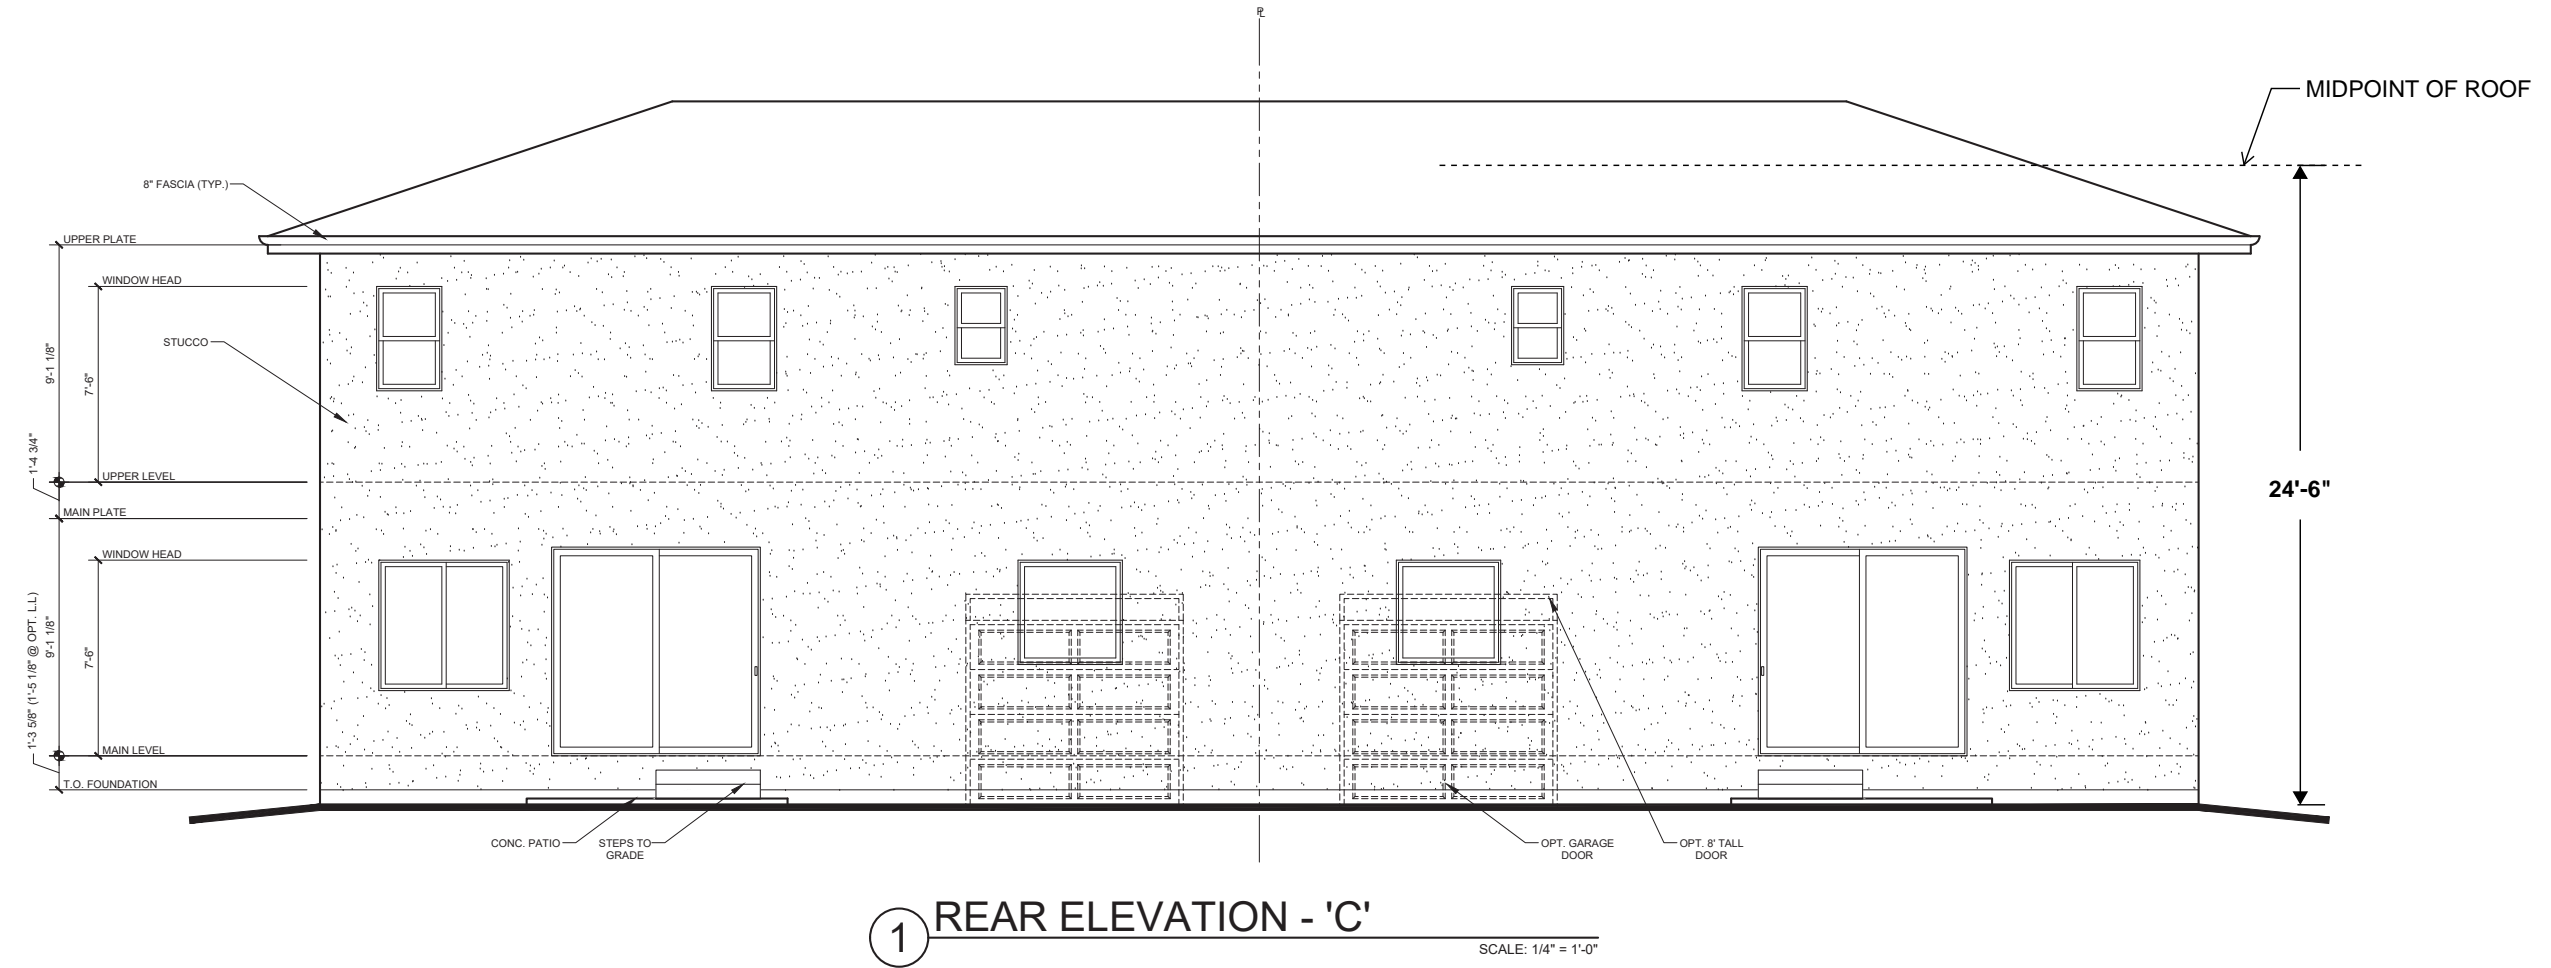 PL
MIDPOINT OF ROOF
8" FASCIA (TYP.)
UPPER PLATE
WINDOW HEAD
STUCCO
9'-1 1/8"
7'-6"
1'-4 3/4"
UPPER LEVEL
MAIN PLATE
24'-6"
WINDOW HEAD
1'-3 5/8" (1'-5 1/8" @ OPT. L.L)
9'-1 1/8"
7'-6"
MAIN LEVEL
T.O. FOUNDATION
CONC. PATIO
STEPS TO
GRADE
OPT. GARAGE
DOOR
OPT. 8' TALL
DOOR
1
REAR ELEVATION - 'C'
SCALE: 1/4" = 1'-0"